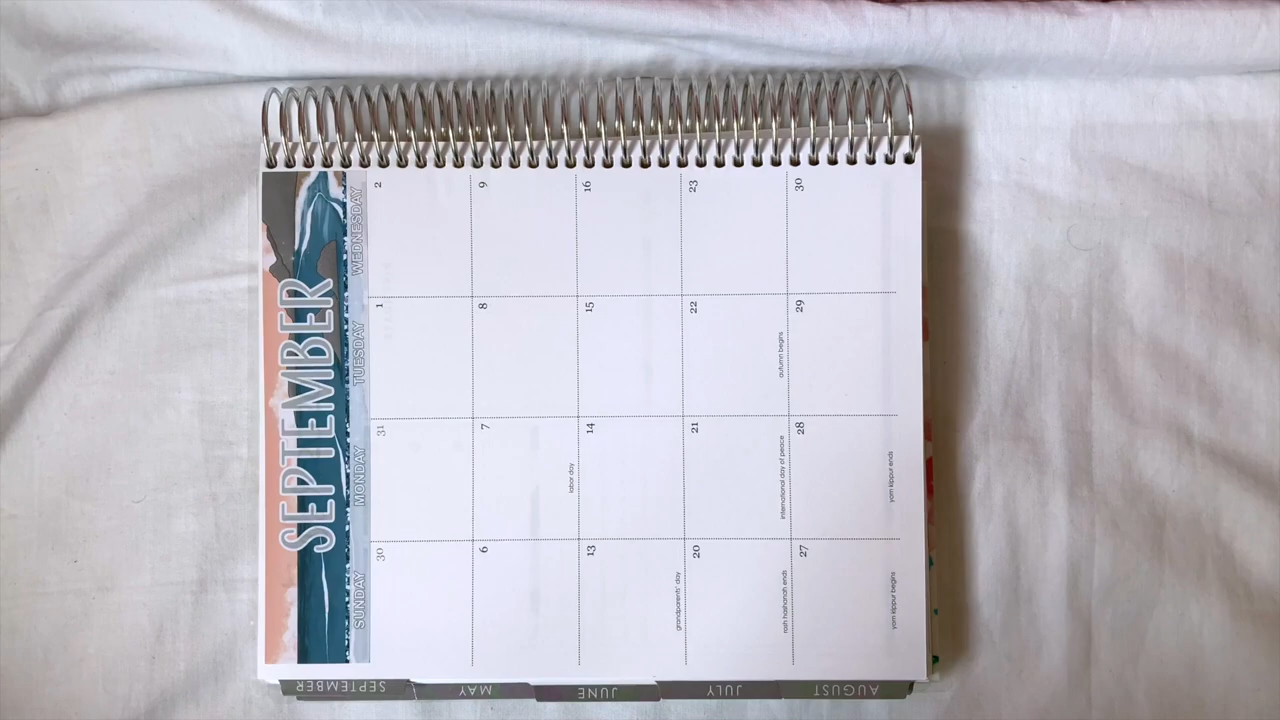 SEPTEMBER
SUNDAY MONDAY TUESDAY WEDNESDAY
30 31 1 2
6 7 8 9
labor day
13 14 15 16
grandparents' day
20 21 22 23
rosh hashanah ends international day of peace autumn begins
27 28 29 30
yom kippur begins yom kippur ends
SEPTEMBER
MAY
JUNE
JULY
AUGUST